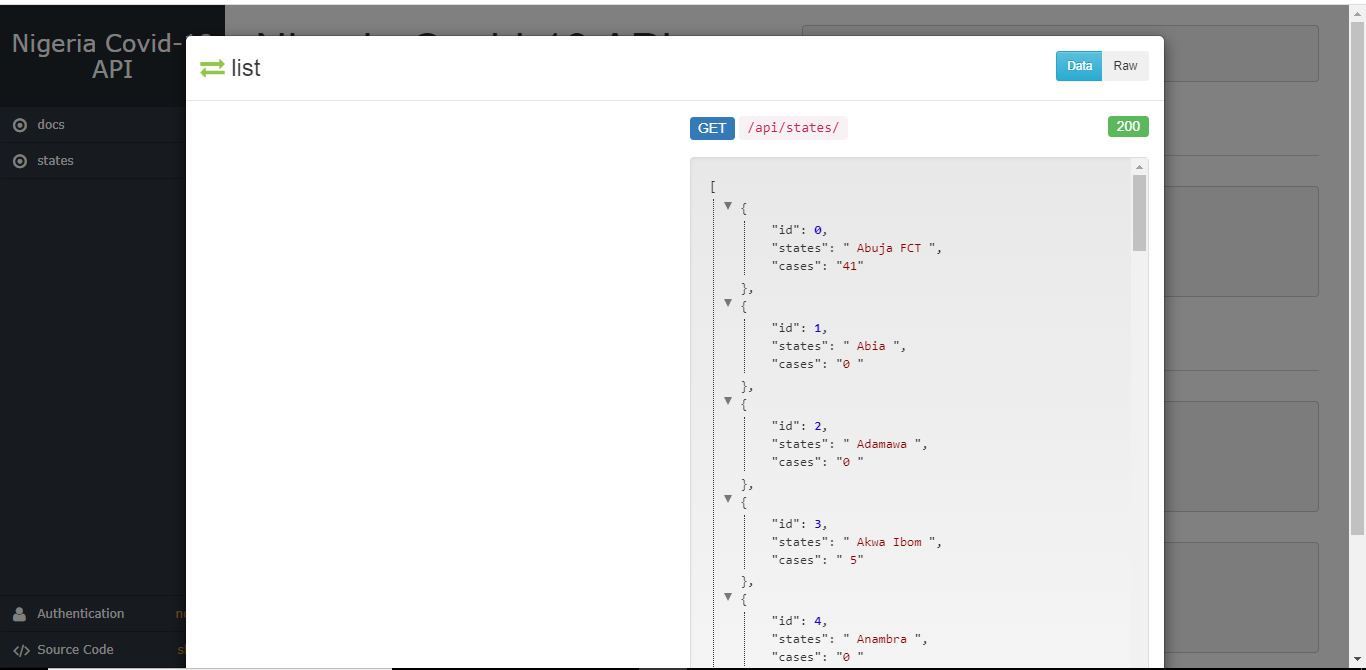 Nigeria Covid-19
API
docs
states
Authentication
Source Code
list
Data
Raw
GET /api/states/
200
[
▼ {
"id": 0,
"states": " Abuja FCT ",
"cases": "41"
},
▼ {
"id": 1,
"states": " Abia ",
"cases": "0 "
},
▼ {
"id": 2,
"states": " Adamawa ",
"cases": "0 "
},
▼ {
"id": 3,
"states": " Akwa Ibom ",
"cases": " 5"
},
▼ {
"id": 4,
"states": " Anambra ",
"cases": "0 "